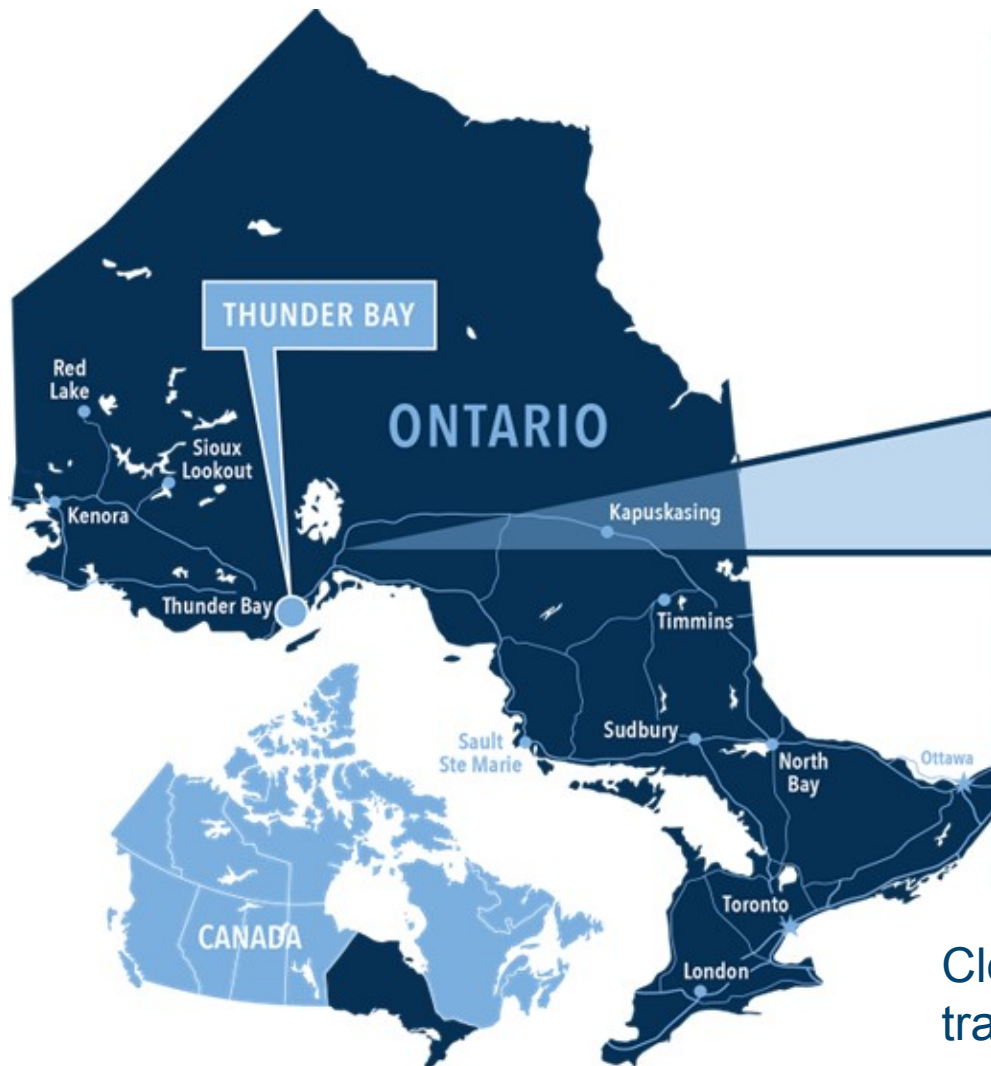 THUNDER BAY
Red
Lake
ONTARIO
Sioux
Lookout
Kenora
Kapuskasing
Thunder Bay
Timmins
Sudbury
Sault
Ste Marie
North
Bay
Ottawa
Toronto
CANADA
London